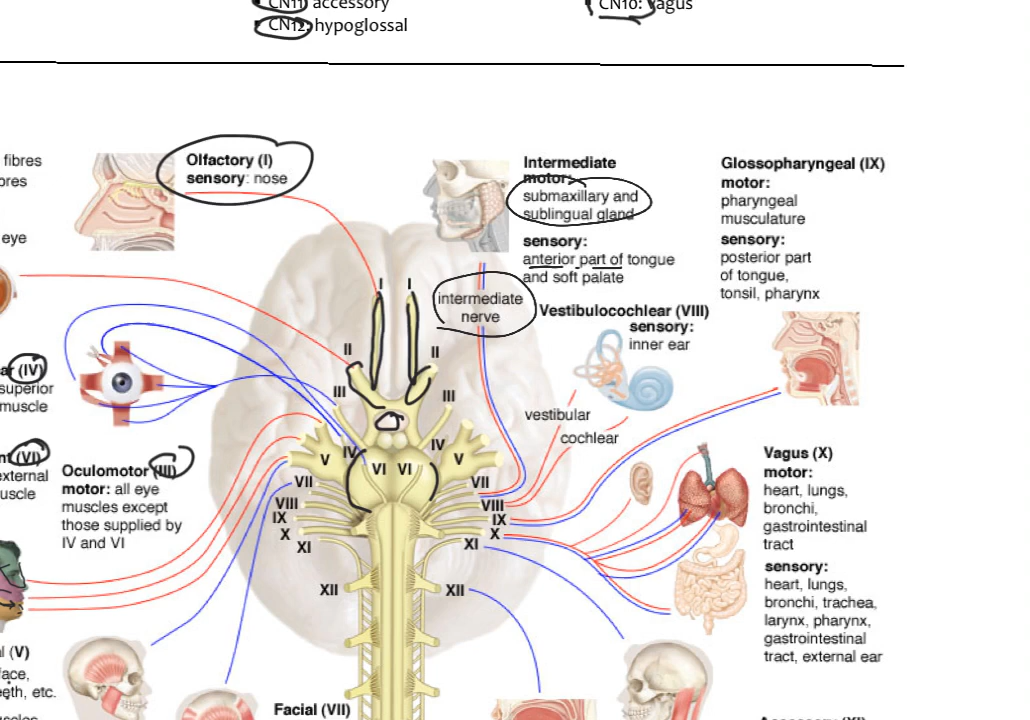 CN11: accessory
CN12: hypoglossal
CN10: vagus
fibres
eye
Olfactory (I)
sensory: nose
Intermediate
motor:
submaxillary and
sublingual gland
sensory:
anterior part of tongue
and soft palate
intermediate
nerve
Glossopharyngeal (IX)
motor:
pharyngeal
musculature
sensory:
posterior part
of tongue,
tonsil, pharynx
Vestibulocochlear (VIII)
sensory:
inner ear
vestibular
cochlear
(IV)
superior
muscle
(VI)
external
Oculomotor (III)
motor: all eye
muscles except
those supplied by
IV and VI
I I
II II
III III
IV IV
V VI VI V
VII VII
VIII VIII
IX IX
X X
XI XI
XII XII
Vagus (X)
motor:
heart, lungs,
bronchi,
gastrointestinal
tract
sensory:
heart, lungs,
bronchi, trachea,
larynx, pharynx,
gastrointestinal
tract, external ear
(V)
face,
teeth, etc.
Facial (VII)